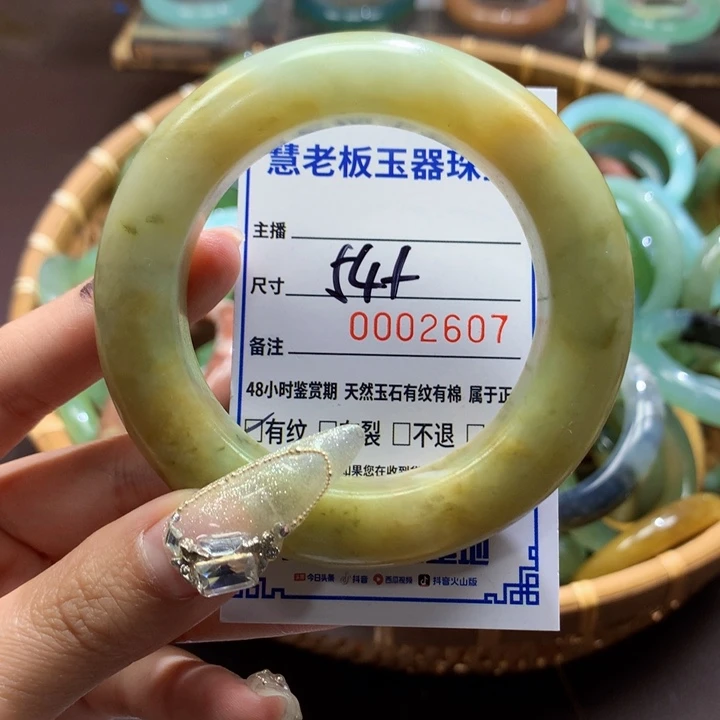 慧老板玉器珠
主播
尺寸 54+
0002607
备注
48小时鉴赏期 天然玉石有纹有棉 属于正
☑有纹 □有裂 □不退 □
如果您在收到
今日头条 抖音 西瓜视频 抖音火山版